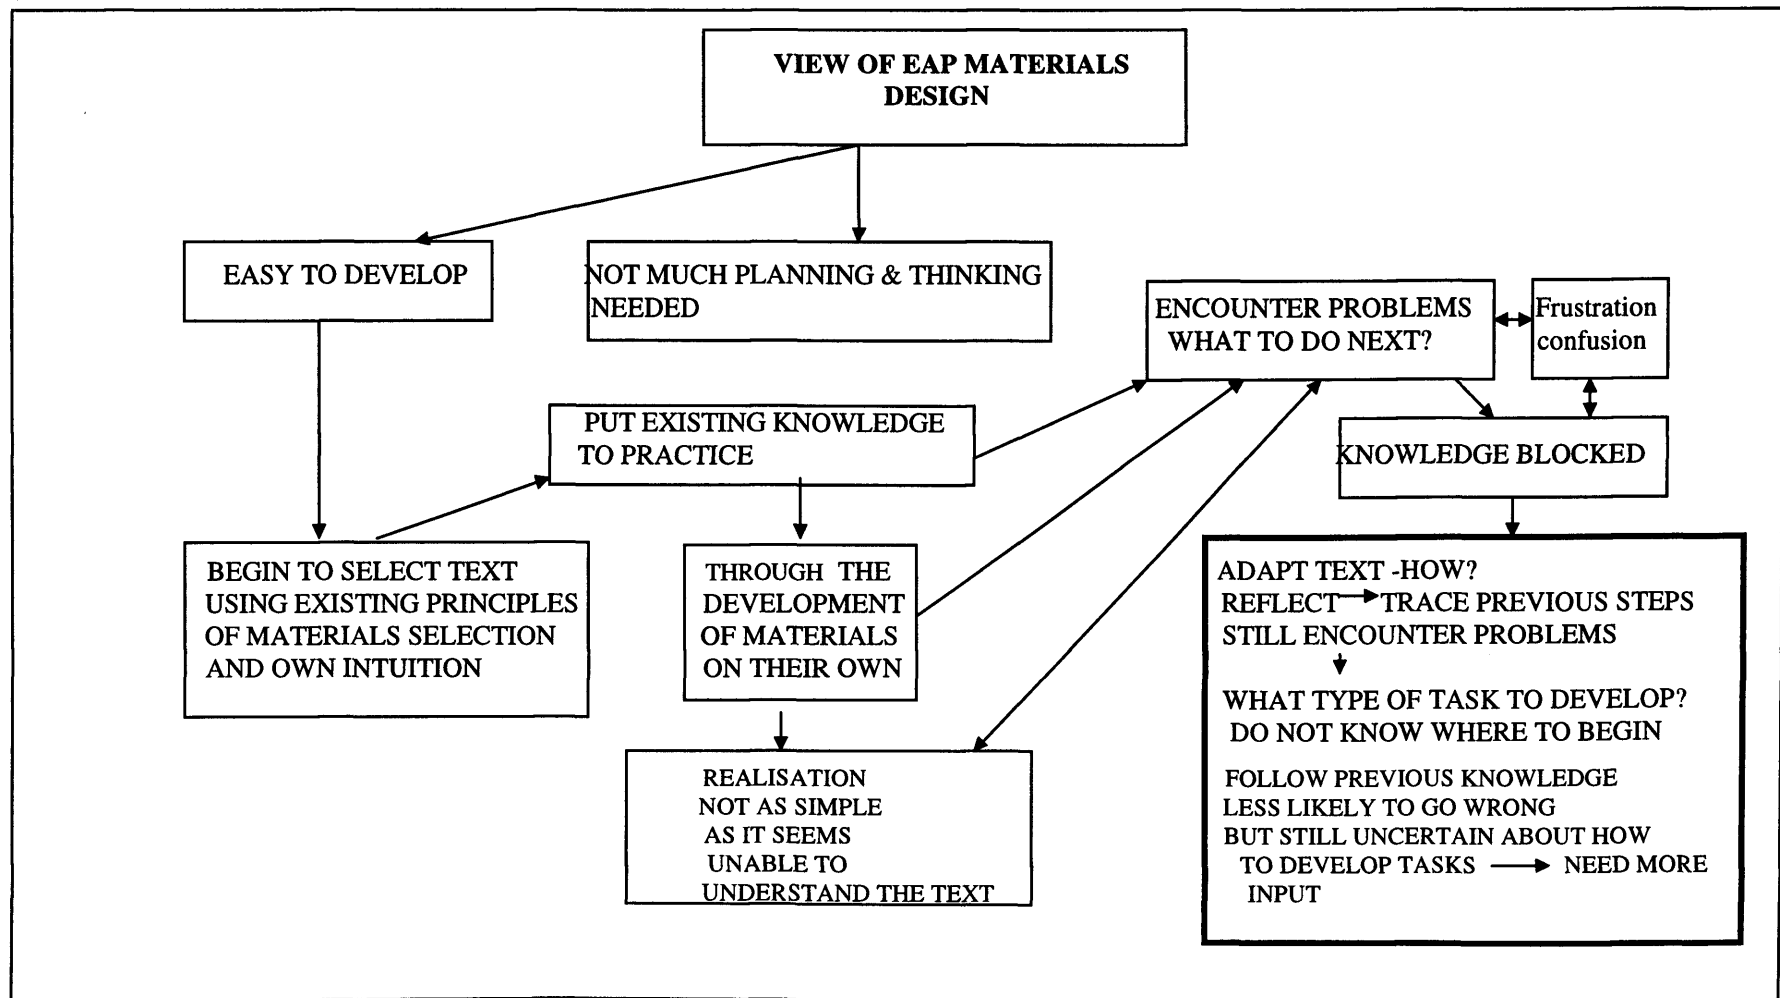 VIEW OF EAP MATERIALS
DESIGN
EASY TO DEVELOP
NOT MUCH PLANNING & THINKING
NEEDED
ENCOUNTER PROBLEMS
WHAT TO DO NEXT?
Frustration
confusion
PUT EXISTING KNOWLEDGE
TO PRACTICE
KNOWLEDGE BLOCKED
BEGIN TO SELECT TEXT
USING EXISTING PRINCIPLES
OF MATERIALS SELECTION
AND OWN INTUITION
THROUGH THE
DEVELOPMENT
OF MATERIALS
ON THEIR OWN
REALISATION
NOT AS SIMPLE
AS IT SEEMS
UNABLE TO
UNDERSTAND THE TEXT
ADAPT TEXT -HOW?
REFLECT TRACE PREVIOUS STEPS
STILL ENCOUNTER PROBLEMS
WHAT TYPE OF TASK TO DEVELOP?
DO NOT KNOW WHERE TO BEGIN
FOLLOW PREVIOUS KNOWLEDGE
LESS LIKELY TO GO WRONG
BUT STILL UNCERTAIN ABOUT HOW
TO DEVELOP TASKS NEED MORE
INPUT